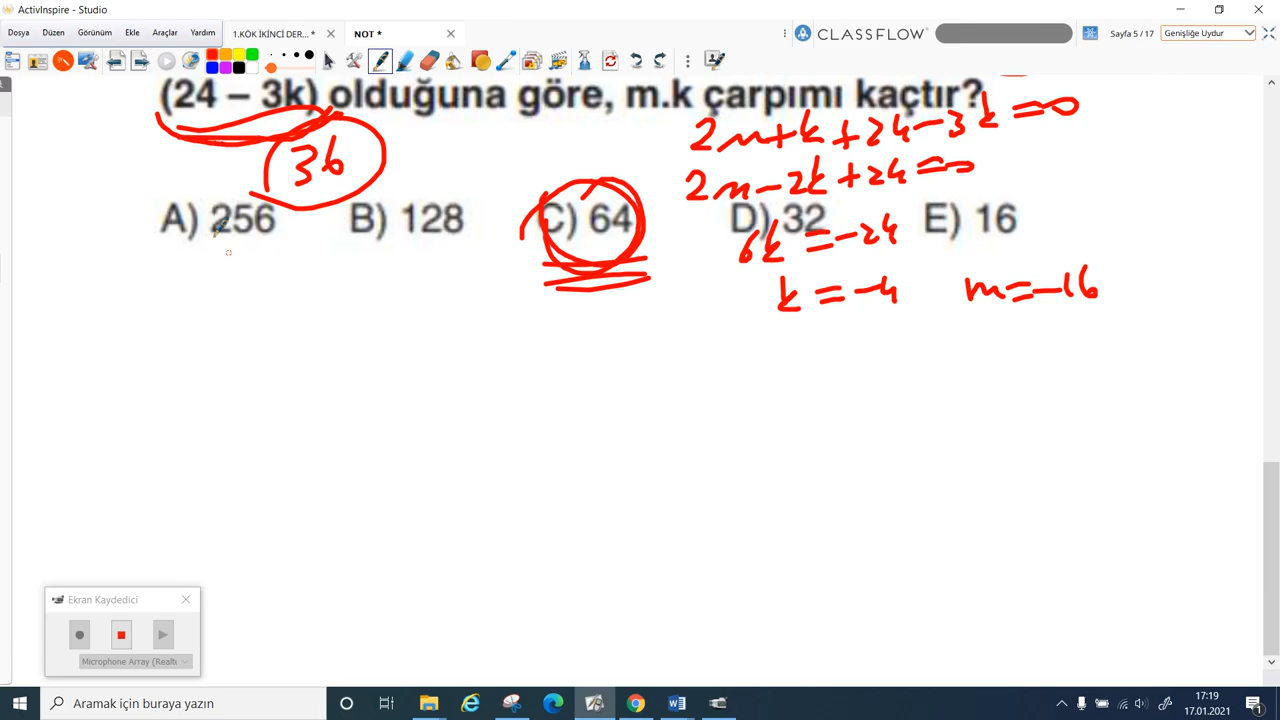 ActivInspire - Studio
Dosya Düzen Görünüm Ekle Araçlar Yardım
1.KÖK İKİNCİ DER... *
NOT *
CLASSFLOW
Sayfa 5 / 17
Genişliğe Uydur
(24 – 3k) olduğuna göre, m.k çarpımı kaçtır?
36
2m+k+24-3k=0
2m-2k+24=0
A) 256 B) 128 C) 64 D) 32 E) 16
6k=-24
k=-4 m=-16
Ekran Kaydedici
Microphone Array (Realte
Aramak için buraya yazın
17:19
17.01.2021
1